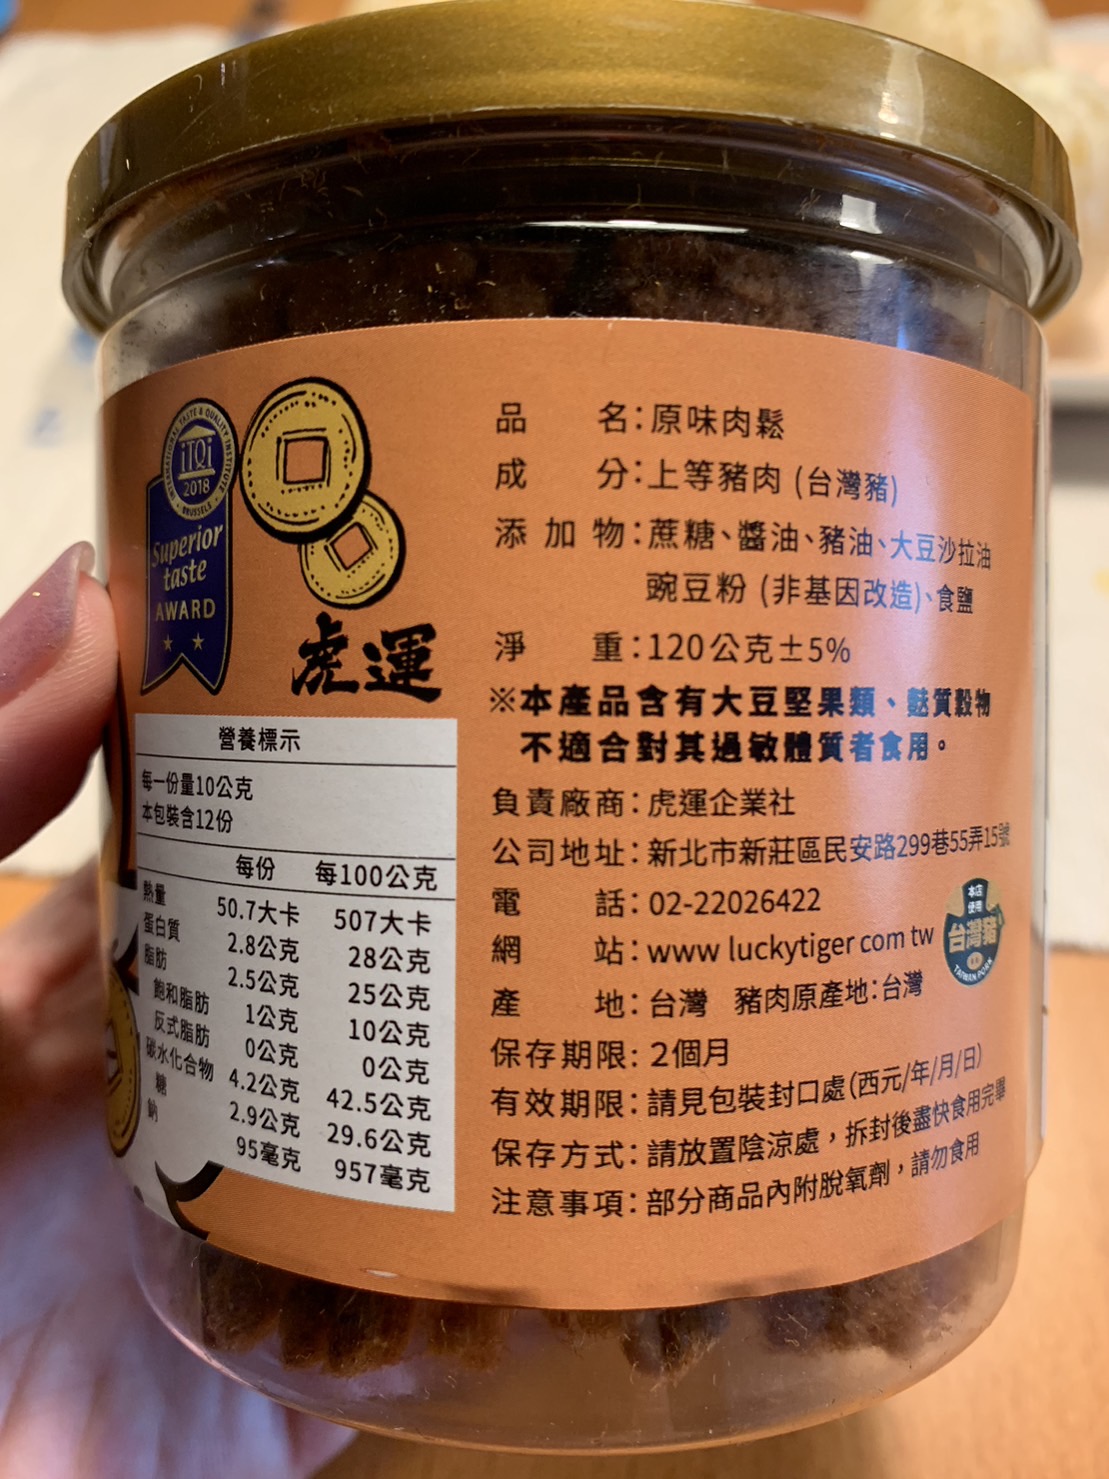 INTERNATIONAL TASTE & QUALITY INSTITUTE
iTQi
2018
BRUSSELS
Superior
taste
AWARD
虎運
營養標示
每一份量10公克
本包裝含12份
每份 每100公克
熱量 50.7大卡 507大卡
蛋白質 2.8公克 28公克
脂肪 2.5公克 25公克
飽和脂肪 1公克 10公克
反式脂肪 0公克 0公克
碳水化合物 4.2公克 42.5公克
糖 2.9公克 29.6公克
鈉 95毫克 957毫克
品名:原味肉鬆
成分:上等豬肉 (台灣豬)
添加物:蔗糖、醬油、豬油、大豆沙拉油
豌豆粉 (非基因改造)、食鹽
淨重:120公克±5%
※本產品含有大豆堅果類、麩質穀物
不適合對其過敏體質者食用。
負責廠商:虎運企業社
公司地址:新北市新莊區民安路299巷55弄15號
電話:02-22026422
網站:www luckytiger com tw
產地:台灣 豬肉原產地:台灣
本店
使用
台灣豬
TAIWAN PORK
保存期限: 2個月
有效期限:請見包裝封口處(西元/年/月/日)
保存方式:請放置陰涼處，拆封後盡快食用完畢
注意事項:部分商品內附脫氧劑，請勿食用